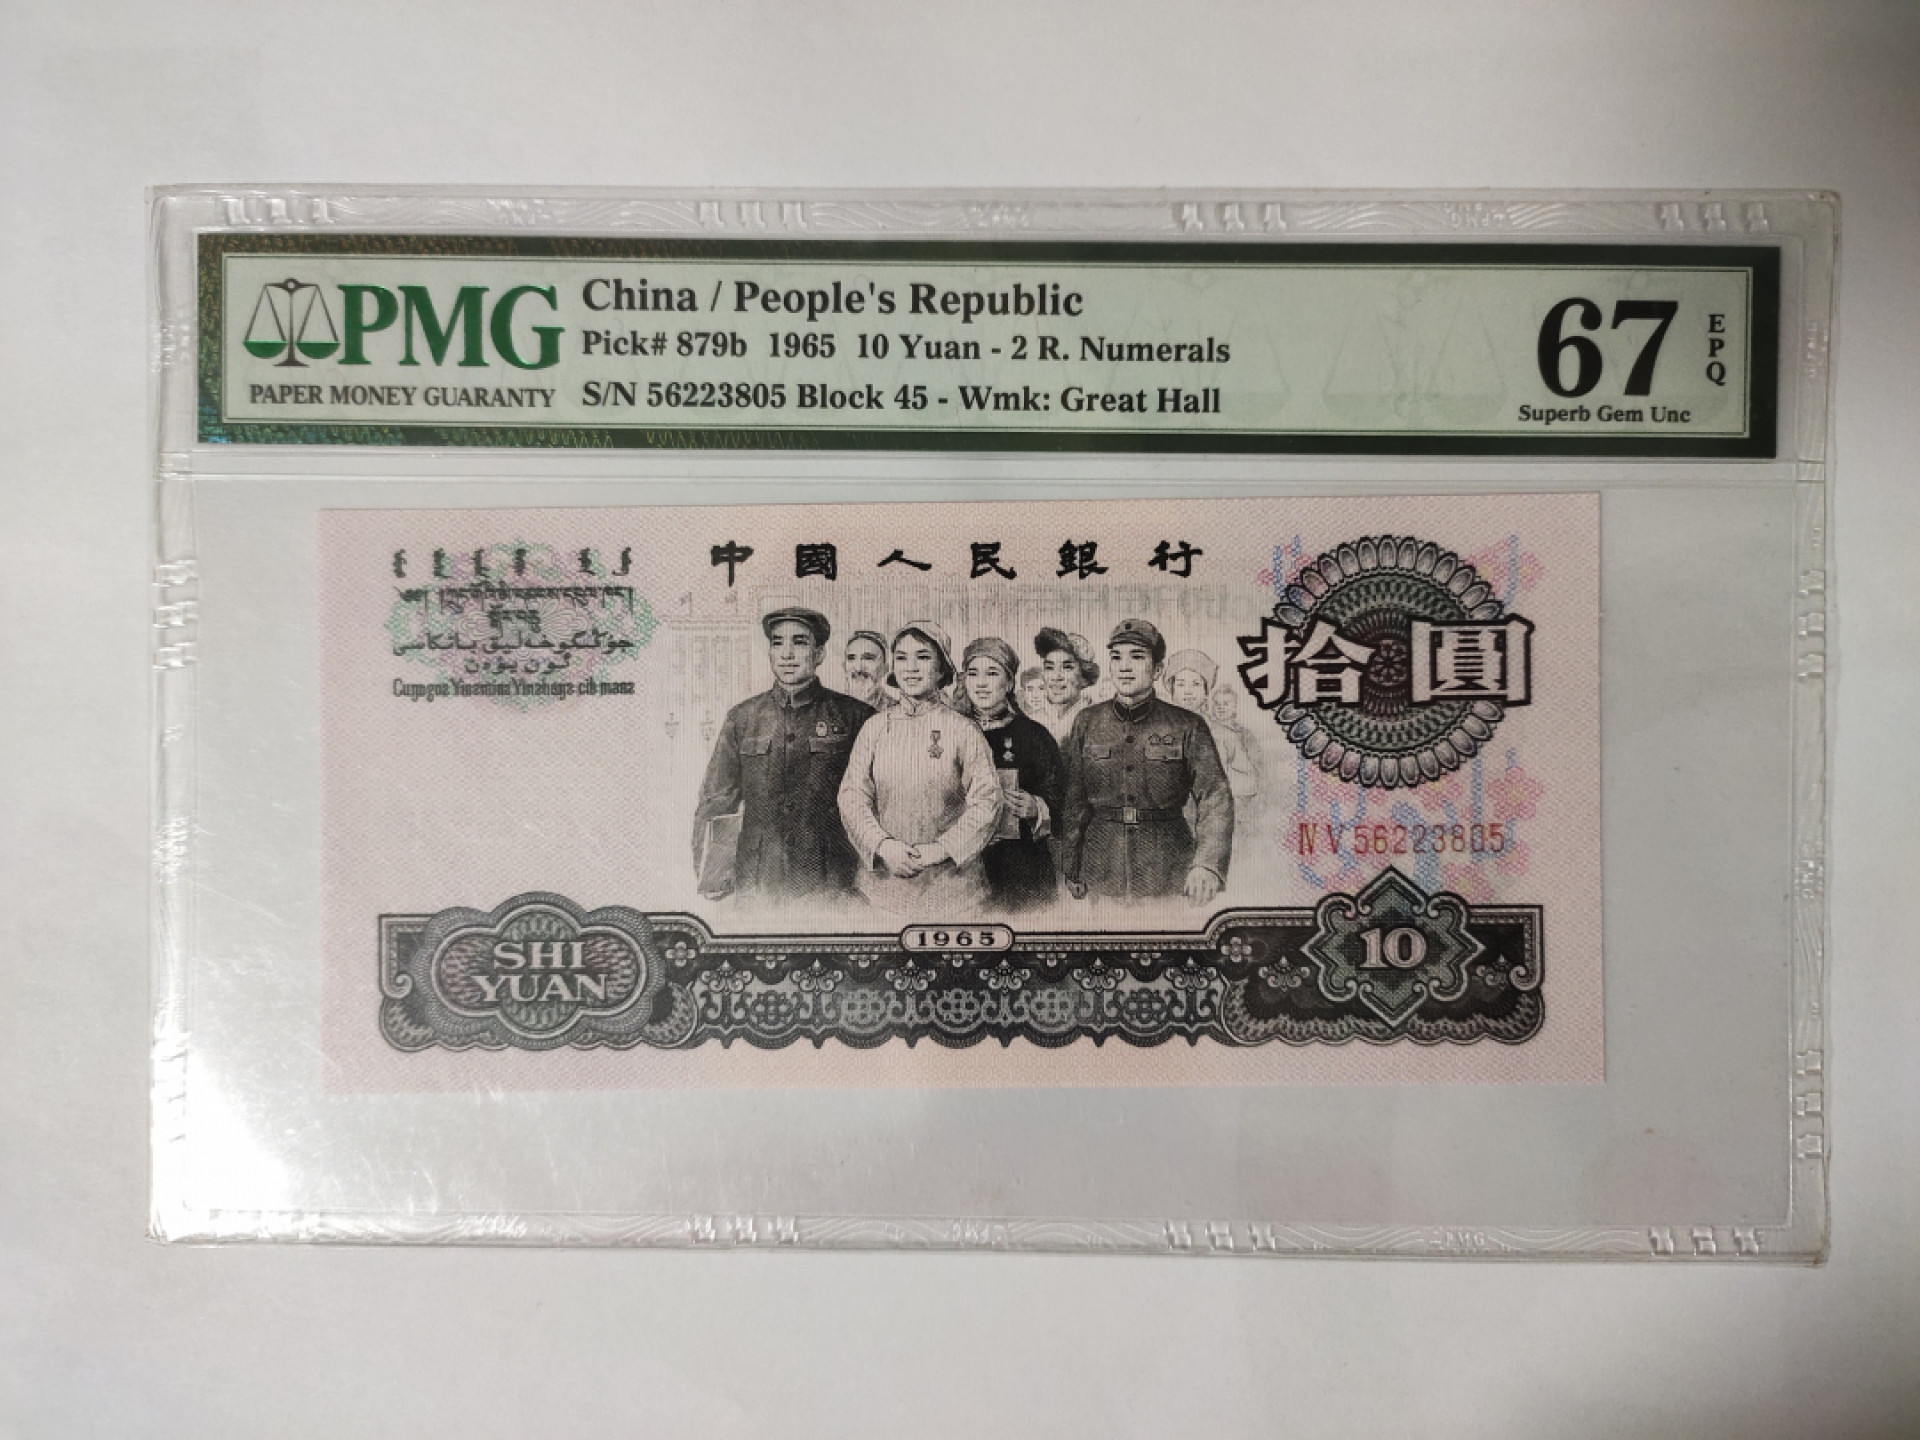 PMG
PAPER MONEY GUARANTY
China / People's Republic
Pick# 879b 1965 10 Yuan - 2 R. Numerals
S/N 56223805 Block 45 - Wmk: Great Hall
67
EPQ
Superb Gem Unc
中國人民銀行
拾圓
Ⅳ Ⅴ 56223805
1965
SHI
YUAN
10